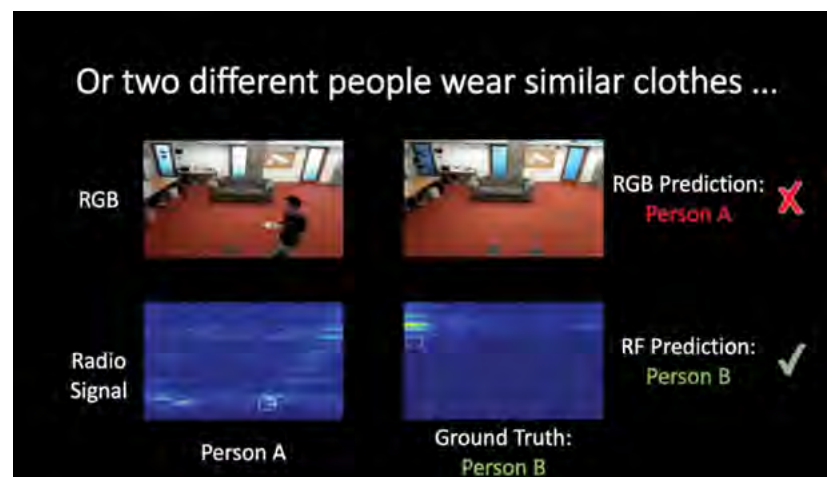 Or two different people wear similar clothes ...
RGB
RGB Prediction:
Person A
X
Radio
Signal
RF Prediction:
Person B
Person A
Ground Truth:
Person B